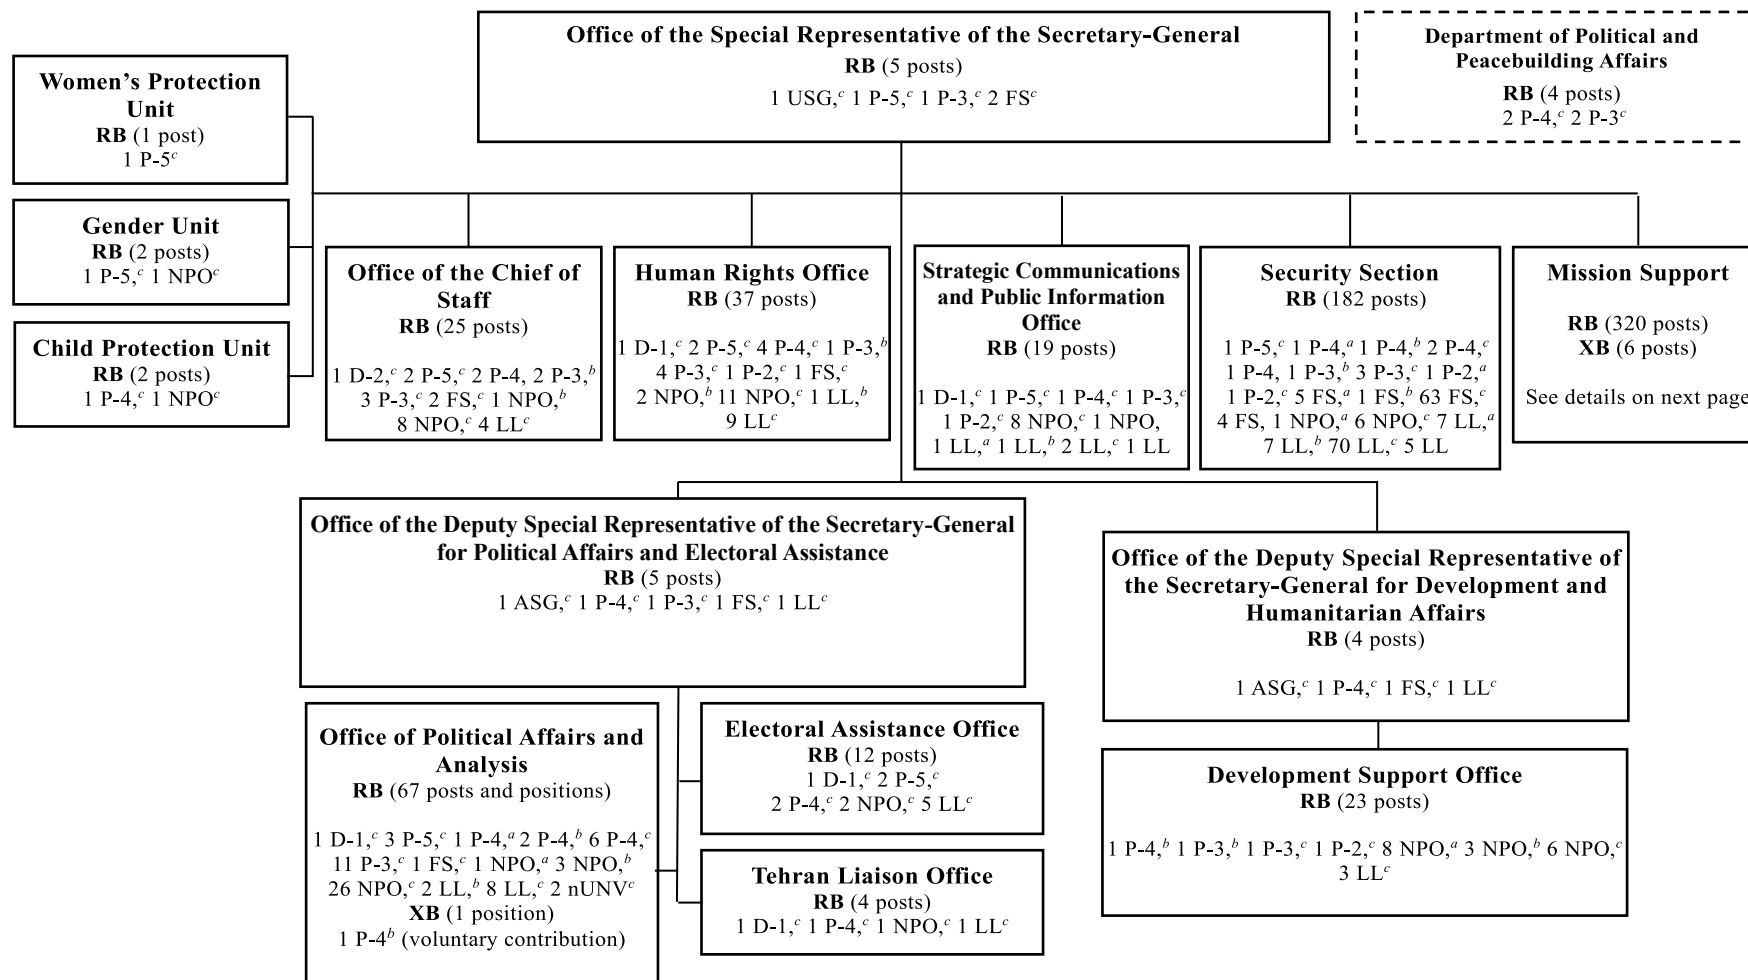 Office of the Special Representative of the Secretary-General
RB (5 posts)
1 USG,c 1 P-5,c 1 P-3,c 2 FSc
Department of Political and
Peacebuilding Affairs
RB (4 posts)
2 P-4,c 2 P-3c
Women's Protection
Unit
RB (1 post)
1 P-5c
Gender Unit
RB (2 posts)
1 P-5,c 1 NPOc
Child Protection Unit
RB (2 posts)
1 P-4,c 1 NPOc
Office of the Chief of
Staff
RB (25 posts)
1 D-2,c 2 P-5,c 2 P-4, 2 P-3,b
3 P-3,c 2 FS,c 1 NPO,b
8 NPO,c 4 LLc
Human Rights Office
RB (37 posts)
1 D-1,c 2 P-5,c 4 P-4,c 1 P-3,b
4 P-3,c 1 P-2,c 1 FS,c
2 NPO,b 11 NPO,c 1 LL,b
9 LLc
Strategic Communications
and Public Information
Office
RB (19 posts)
1 D-1,c 1 P-5,c 1 P-4,c 1 P-3,c
1 P-2,c 8 NPO,c 1 NPO,
1 LL,a 1 LL,b 2 LL,c 1 LL
Security Section
RB (182 posts)
1 P-5,c 1 P-4,a 1 P-4,b 2 P-4,c
1 P-4, 1 P-3,b 3 P-3,c 1 P-2,a
1 P-2,c 5 FS,a 1 FS,b 63 FS,c
4 FS, 1 NPO,a 6 NPO,c 7 LL,a
7 LL,b 70 LL,c 5 LL
Mission Support
RB (320 posts)
XB (6 posts)
See details on next page
Office of the Deputy Special Representative of the Secretary-General
for Political Affairs and Electoral Assistance
RB (5 posts)
1 ASG,c 1 P-4,c 1 P-3,c 1 FS,c 1 LLc
Office of the Deputy Special Representative of
the Secretary-General for Development and
Humanitarian Affairs
RB (4 posts)
1 ASG,c 1 P-4,c 1 FS,c 1 LLc
Office of Political Affairs and
Analysis
RB (67 posts and positions)
1 D-1,c 3 P-5,c 1 P-4,a 2 P-4,b 6 P-4,c
11 P-3,c 1 FS,c 1 NPO,a 3 NPO,b
26 NPO,c 2 LL,b 8 LL,c 2 nUNVc
XB (1 position)
1 P-4b (voluntary contribution)
Electoral Assistance Office
RB (12 posts)
1 D-1,c 2 P-5,c
2 P-4,c 2 NPO,c 5 LLc
Tehran Liaison Office
RB (4 posts)
1 D-1,c 1 P-4,c 1 NPO,c 1 LLc
Development Support Office
RB (23 posts)
1 P-4,b 1 P-3,b 1 P-3,c 1 P-2,c 8 NPO,a 3 NPO,b 6 NPO,c
3 LLc